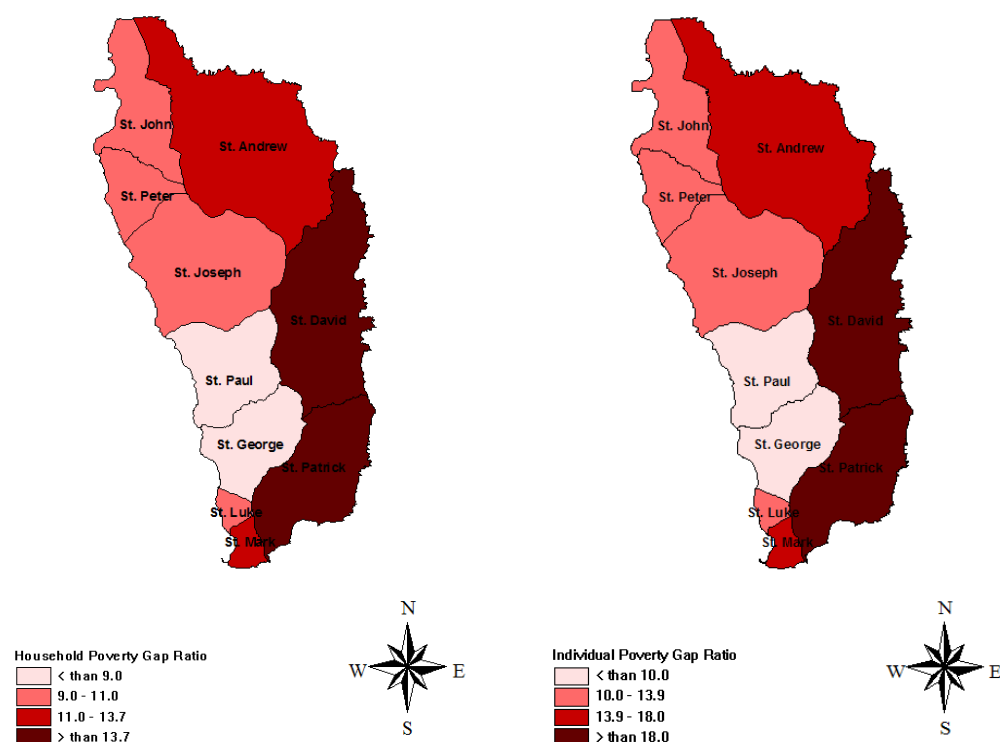 St. John
St. Andrew
St. Peter
St. Joseph
St. David
St. Paul
St. George
St. Patrick
St. Luke
St. Mark
N
W E
S
Household Poverty Gap Ratio
< than 9.0
9.0 - 11.0
11.0 - 13.7
> than 13.7
St. John
St. Andrew
St. Peter
St. Joseph
St. David
St. Paul
St. George
St. Patrick
St. Luke
St. Mark
N
W E
S
Individual Poverty Gap Ratio
< than 10.0
10.0 - 13.9
13.9 - 18.0
> than 18.0